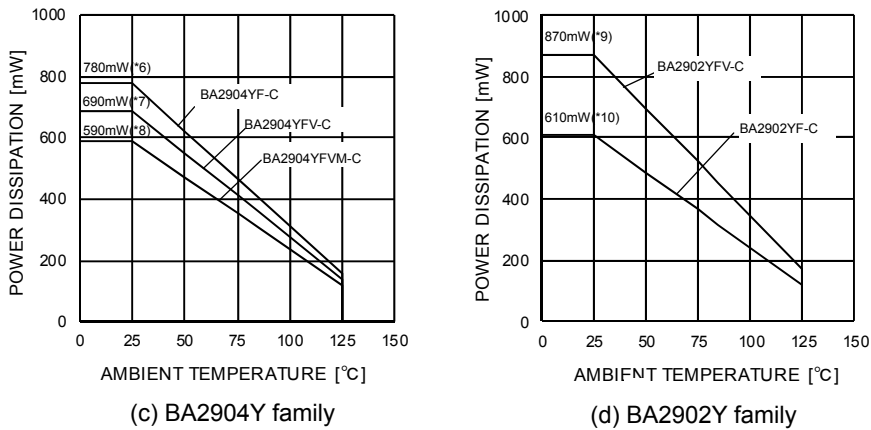 POWER DISSIPATION [mW]
1000
800
600
400
200
0
780mW(*6)
690mW(*7)
590mW(*8)
BA2904YF-C
BA2904YFV-C
BA2904YFVM-C
0 25 50 75 100 125 150
AMBIENT TEMPERATURE [°C]
(c) BA2904Y family
POWER DISSIPATION [mW]
1000
800
600
400
200
0
870mW(*9)
610mW(*10)
BA2902YFV-C
BA2902YF-C
0 25 50 75 100 125 150
AMBIENT TEMPERATURE [°C]
(d) BA2902Y family